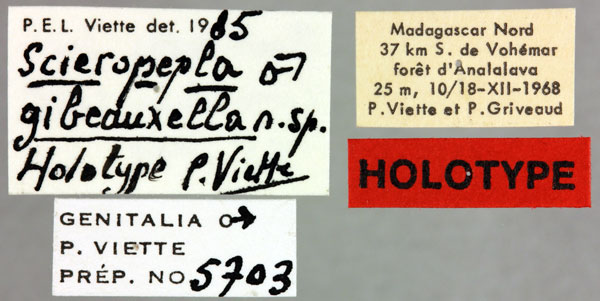 P.E.L. Viette det. 1985
Scieropepla ♂
gibeauxella n. sp.
Holotype P. Viette
GENITALIA ♂
P. VIETTE
PRÉP. NO 5703
Madagascar Nord
37 km S. de Vohémar
forêt d'Analalava
25 m, 10/18-XII-1968
P. Viette et P. Griveaud
HOLOTYPE